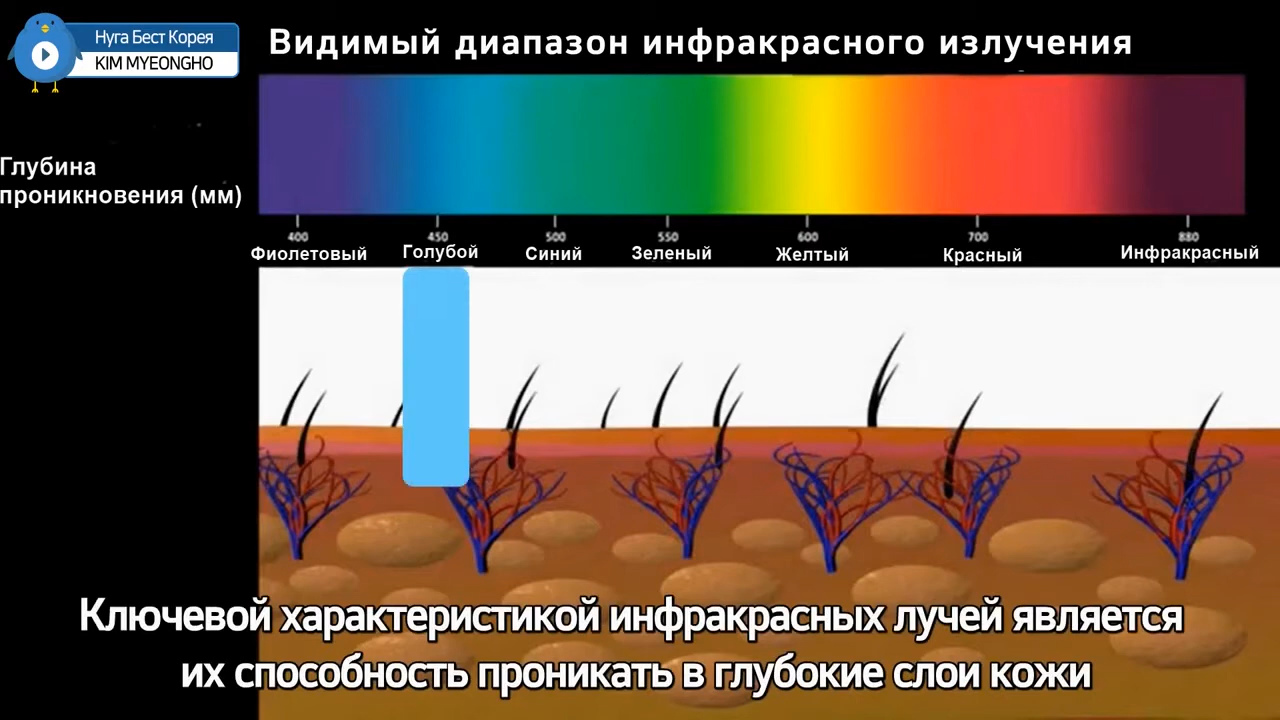 Нуга Бест Корея
KIM MYEONGHO
Видимый диапазон инфракрасного излучения
Глубина
проникновения (мм)
400 450 500 550 600 700 880
Фиолетовый Голубой Синий Зеленый Желтый Красный Инфракрасный
Ключевой характеристикой инфракрасных лучей является
их способность проникать в глубокие слои кожи